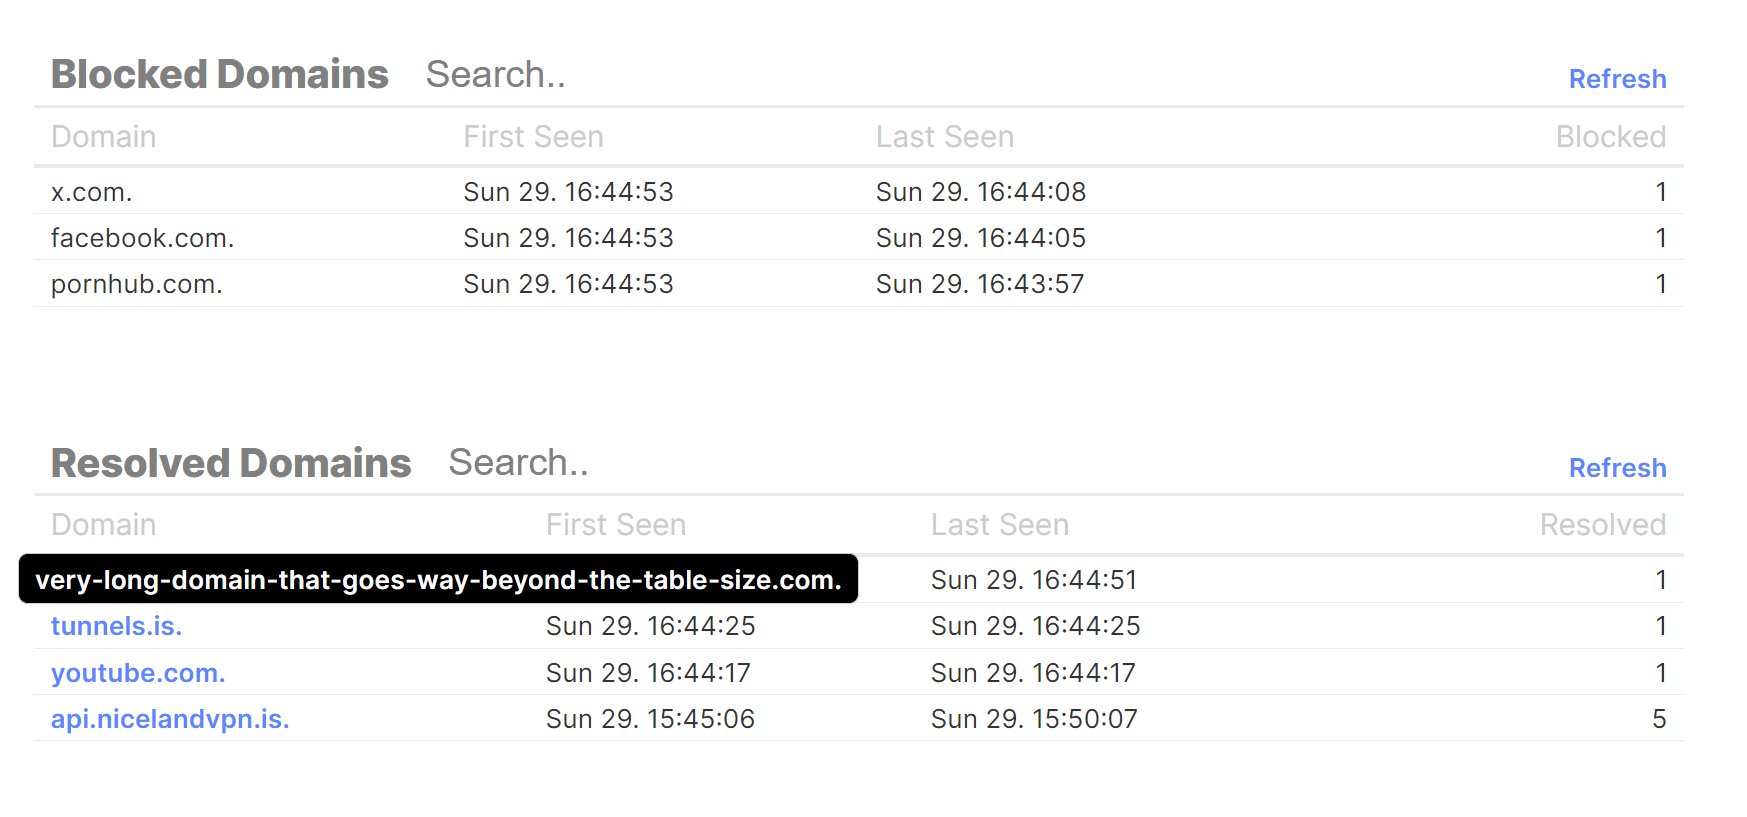 Blocked Domains Search.. Refresh
Domain First Seen Last Seen Blocked
x.com. Sun 29. 16:44:53 Sun 29. 16:44:08 1
facebook.com. Sun 29. 16:44:53 Sun 29. 16:44:05 1
pornhub.com. Sun 29. 16:44:53 Sun 29. 16:43:57 1
Resolved Domains Search.. Refresh
Domain First Seen Last Seen Resolved
very-long-domain-that-goes-way-beyond-the-table-size.com. Sun 29. 16:44:51 1
tunnels.is. Sun 29. 16:44:25 Sun 29. 16:44:25 1
youtube.com. Sun 29. 16:44:17 Sun 29. 16:44:17 1
api.nicelandvpn.is. Sun 29. 15:45:06 Sun 29. 15:50:07 5